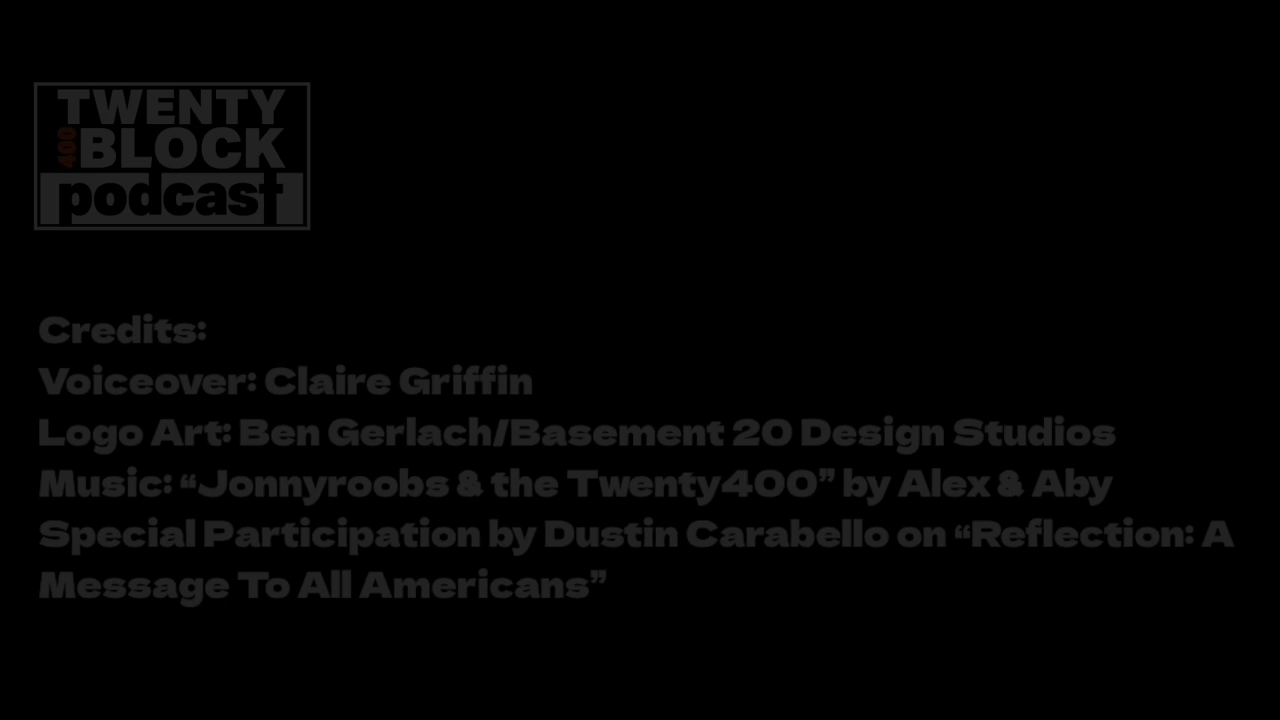 TWENTY
400 BLOCK
podcast
Credits:
Voiceover: Claire Griffin
Logo Art: Ben Gerlach/Basement 20 Design Studios
Music: “Jonnyroobs & the Twenty400” by Alex & Aby
Special Participation by Dustin Carabello on “Reflection: A
Message To All Americans”